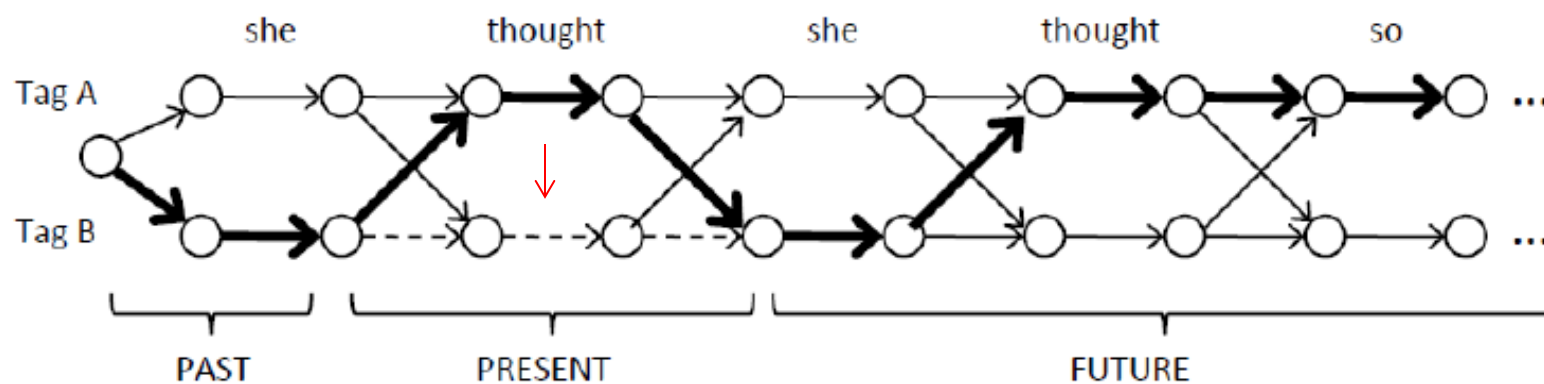 she thought she thought so
Tag A ...
Tag B ...
PAST PRESENT FUTURE